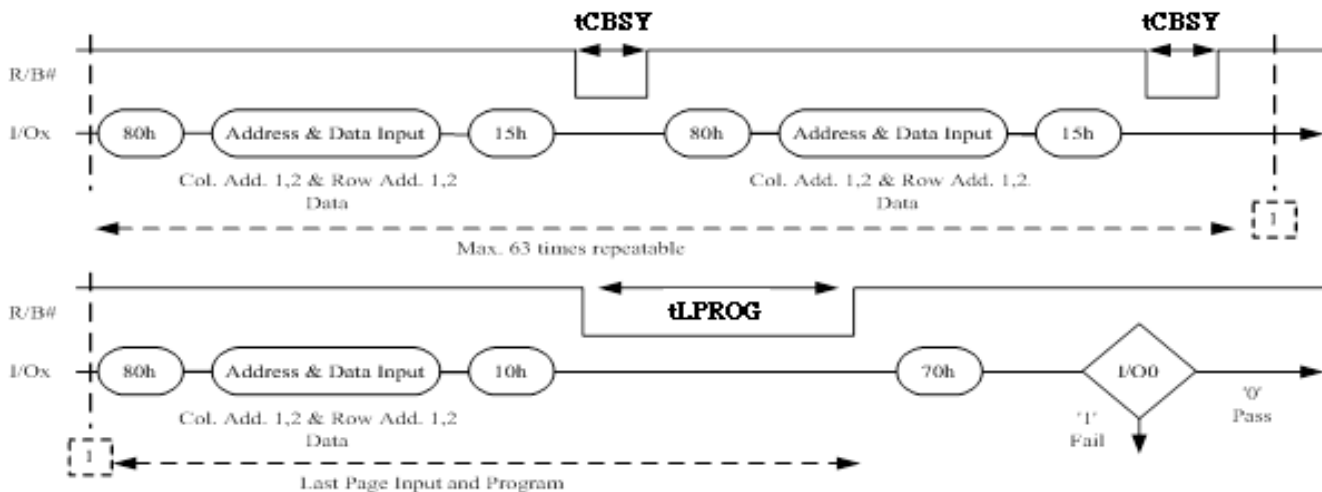 tCBSY tCBSY
R/B#
I/Ox 80h Address & Data Input 15h 80h Address & Data Input 15h
Col. Add. 1,2 & Row Add. 1,2 Col. Add. 1,2 & Row Add. 1,2.
Data Data
1
Max. 63 times repeatable
R/B#
tLPROG
I/Ox 80h Address & Data Input 10h 70h I/O0
'0'
Pass
'1'
Fail
Col. Add. 1,2 & Row Add. 1,2
Data
1
Last Page Input and Program